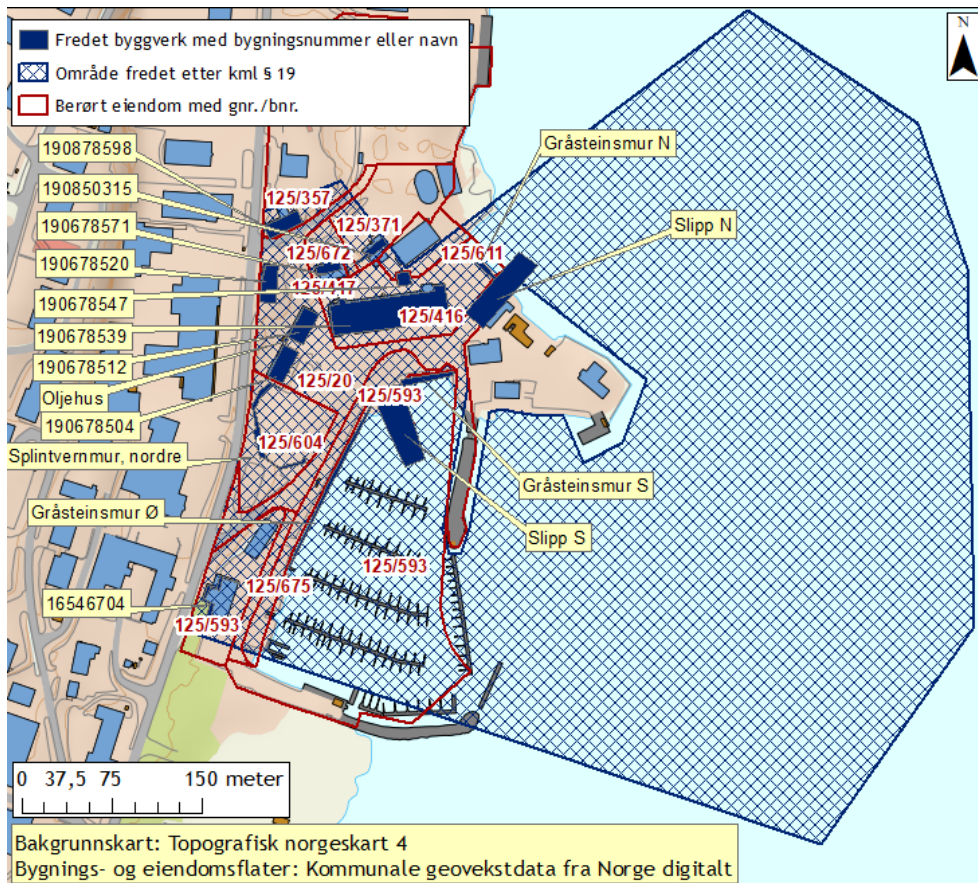 Fredet byggverk med bygningsnummer eller navn
Område fredet etter kml § 19
Berørt eiendom med gnr./bnr.
N
190878598
190850315
190678571
190678520
190678547
190678539
190678512
Oljehus
190678504
Splintvernmur, nordre
Gråsteinsmur Ø
16546704
Gråsteinsmur N
Slipp N
Gråsteinsmur S
Slipp S
125/357
125/371
125/672
125/611
125/417
125/416
125/20
125/593
125/604
125/593
125/675
125/593
0 37,5 75 150 meter
Bakgrunnskart: Topografisk norgeskart 4
Bygnings- og eiendomsflater: Kommunale geovekstdata fra Norge digitalt